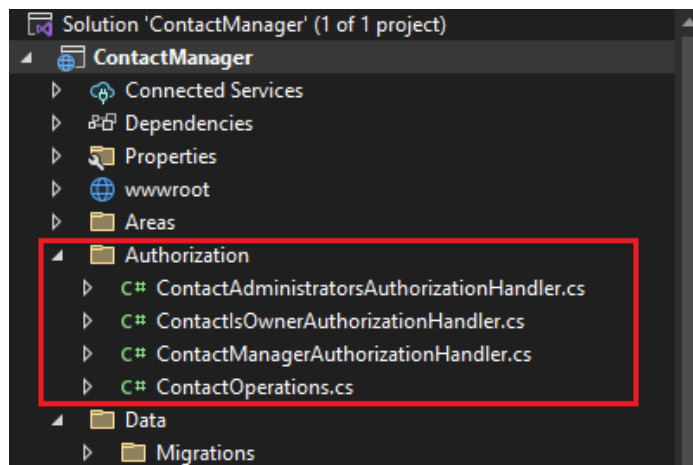 Solution 'ContactManager' (1 of 1 project)
ContactManager
Connected Services
Dependencies
Properties
wwwroot
Areas
Authorization
C# ContactAdministratorsAuthorizationHandler.cs
C# ContactIsOwnerAuthorizationHandler.cs
C# ContactManagerAuthorizationHandler.cs
C# ContactOperations.cs
Data
Migrations